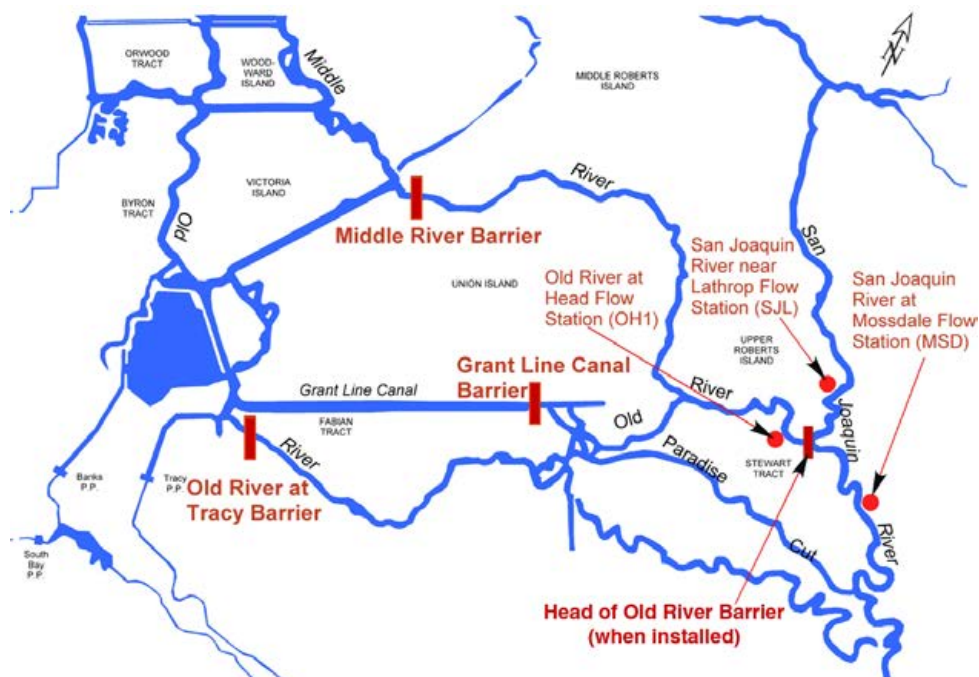 ORWOOD
TRACT
WOOD-
WARD
ISLAND
Middle
MIDDLE ROBERTS
ISLAND
N
BYRON
TRACT
VICTORIA
ISLAND
Old
River
Middle River Barrier
San
UNION ISLAND
Old River at
Head Flow
Station (OH1)
San Joaquin
River near
Lathrop Flow
Station (SJL)
San Joaquin
River at
Mossdale Flow
Station (MSD)
UPPER
ROBERTS
ISLAND
Grant Line Canal
Grant Line Canal
Barrier
FABIAN
TRACT
River
Old
River
Joaquin
Paradise
STEWART
TRACT
Old River at
Tracy Barrier
Banks
P.P.
Tracy
P.P.
South
Bay
P.P.
Cut
River
Head of Old River Barrier
(when installed)